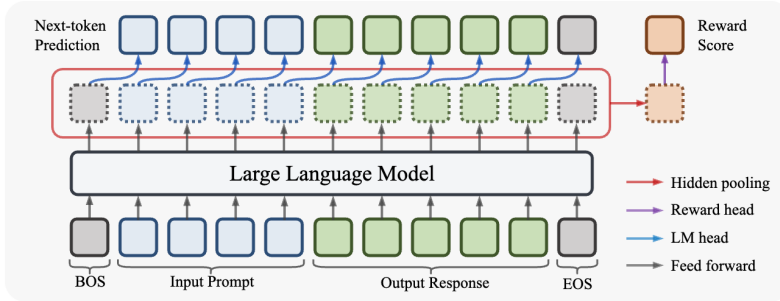 Next-token
Prediction
Reward
Score
Large Language Model
Hidden pooling
Reward head
LM head
Feed forward
BOS
Input Prompt
Output Response
EOS